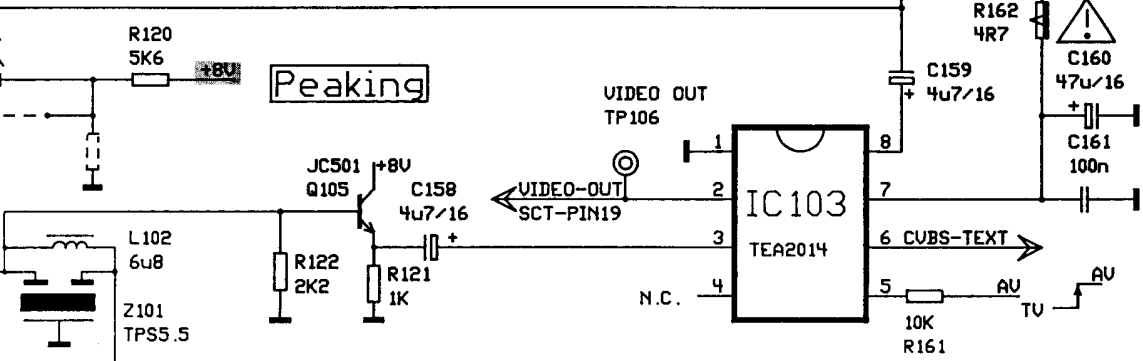 R120
5K6
+8V
Peaking
VIDEO OUT
TP106
C159
4u7/16
R162
4R7
C160
47u/16
C161
100n
JC501
Q105
+8V
C158
4u7/16
VIDEO-OUT
SCT-PIN19
1
2
3
4
N.C.
IC103
TEA2014
8
7
6
CVBS-TEXT
5
AV
TV
AV
10K
R161
L102
6u8
R122
2K2
R121
1K
Z101
TPS5.5
+
+
+
!